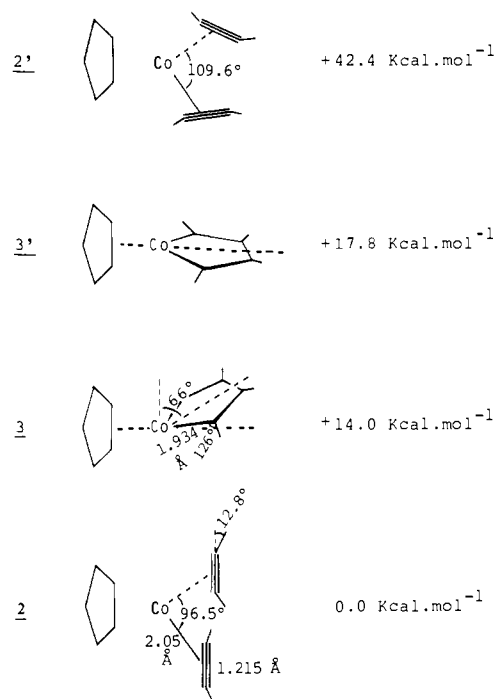 2'
Co
109.6°
+42.4 Kcal.mol⁻¹
3'
Co
+17.8 Kcal.mol⁻¹
3
66°
Co
1.934
Å
126°
+14.0 Kcal.mol⁻¹
112.8°
2
Co
96.5°
2.05
Å
1.215 Å
0.0 Kcal.mol⁻¹